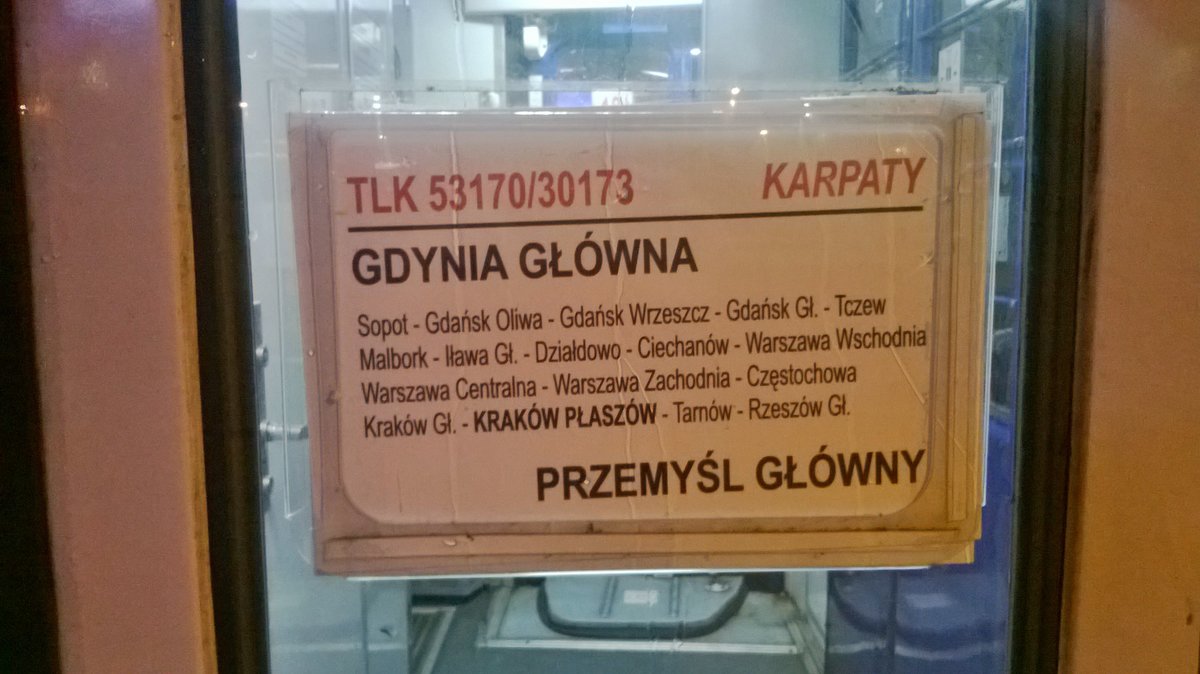 TLK 53170/30173 KARPATY
GDYNIA GŁÓWNA
Sopot - Gdańsk Oliwa - Gdańsk Wrzeszcz - Gdańsk Gł. - Tczew
Malbork - Iława Gł. - Działdowo - Ciechanów - Warszawa Wschodnia
Warszawa Centralna - Warszawa Zachodnia - Częstochowa
Kraków Gł. - KRAKÓW PŁASZÓW - Tarnów - Rzeszów Gł.
PRZEMYŚL GŁÓWNY